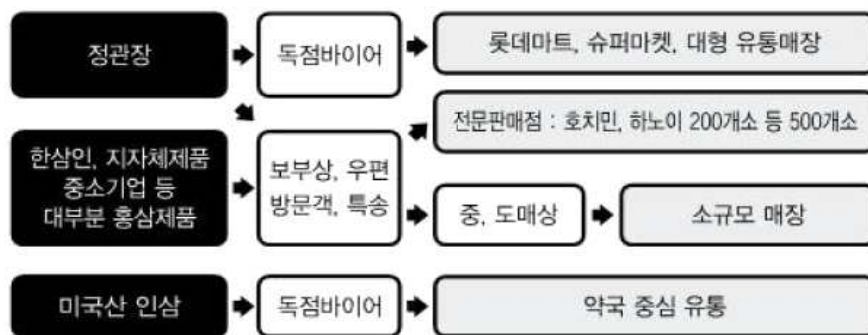 정관장
독점바이어
롯데마트, 슈퍼마켓, 대형 유통매장
전문판매점 : 호치민, 하노이 200개소 등 500개소
한삼인, 지자체제품
중소기업 등
대부분 홍삼제품
보부상, 우편
방문객, 특송
중, 도매상
소규모 매장
미국산 인삼
독점바이어
약국 중심 유통